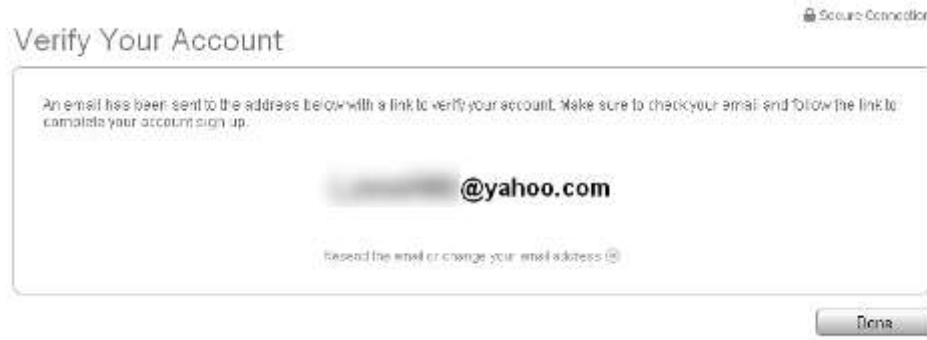 Secure Connection
Verify Your Account
An email has been sent to the address below with a link to verify your account. Make sure to check your email and follow the link to
complete your account sign up.
@yahoo.com
Resend the email or change your email address
Done